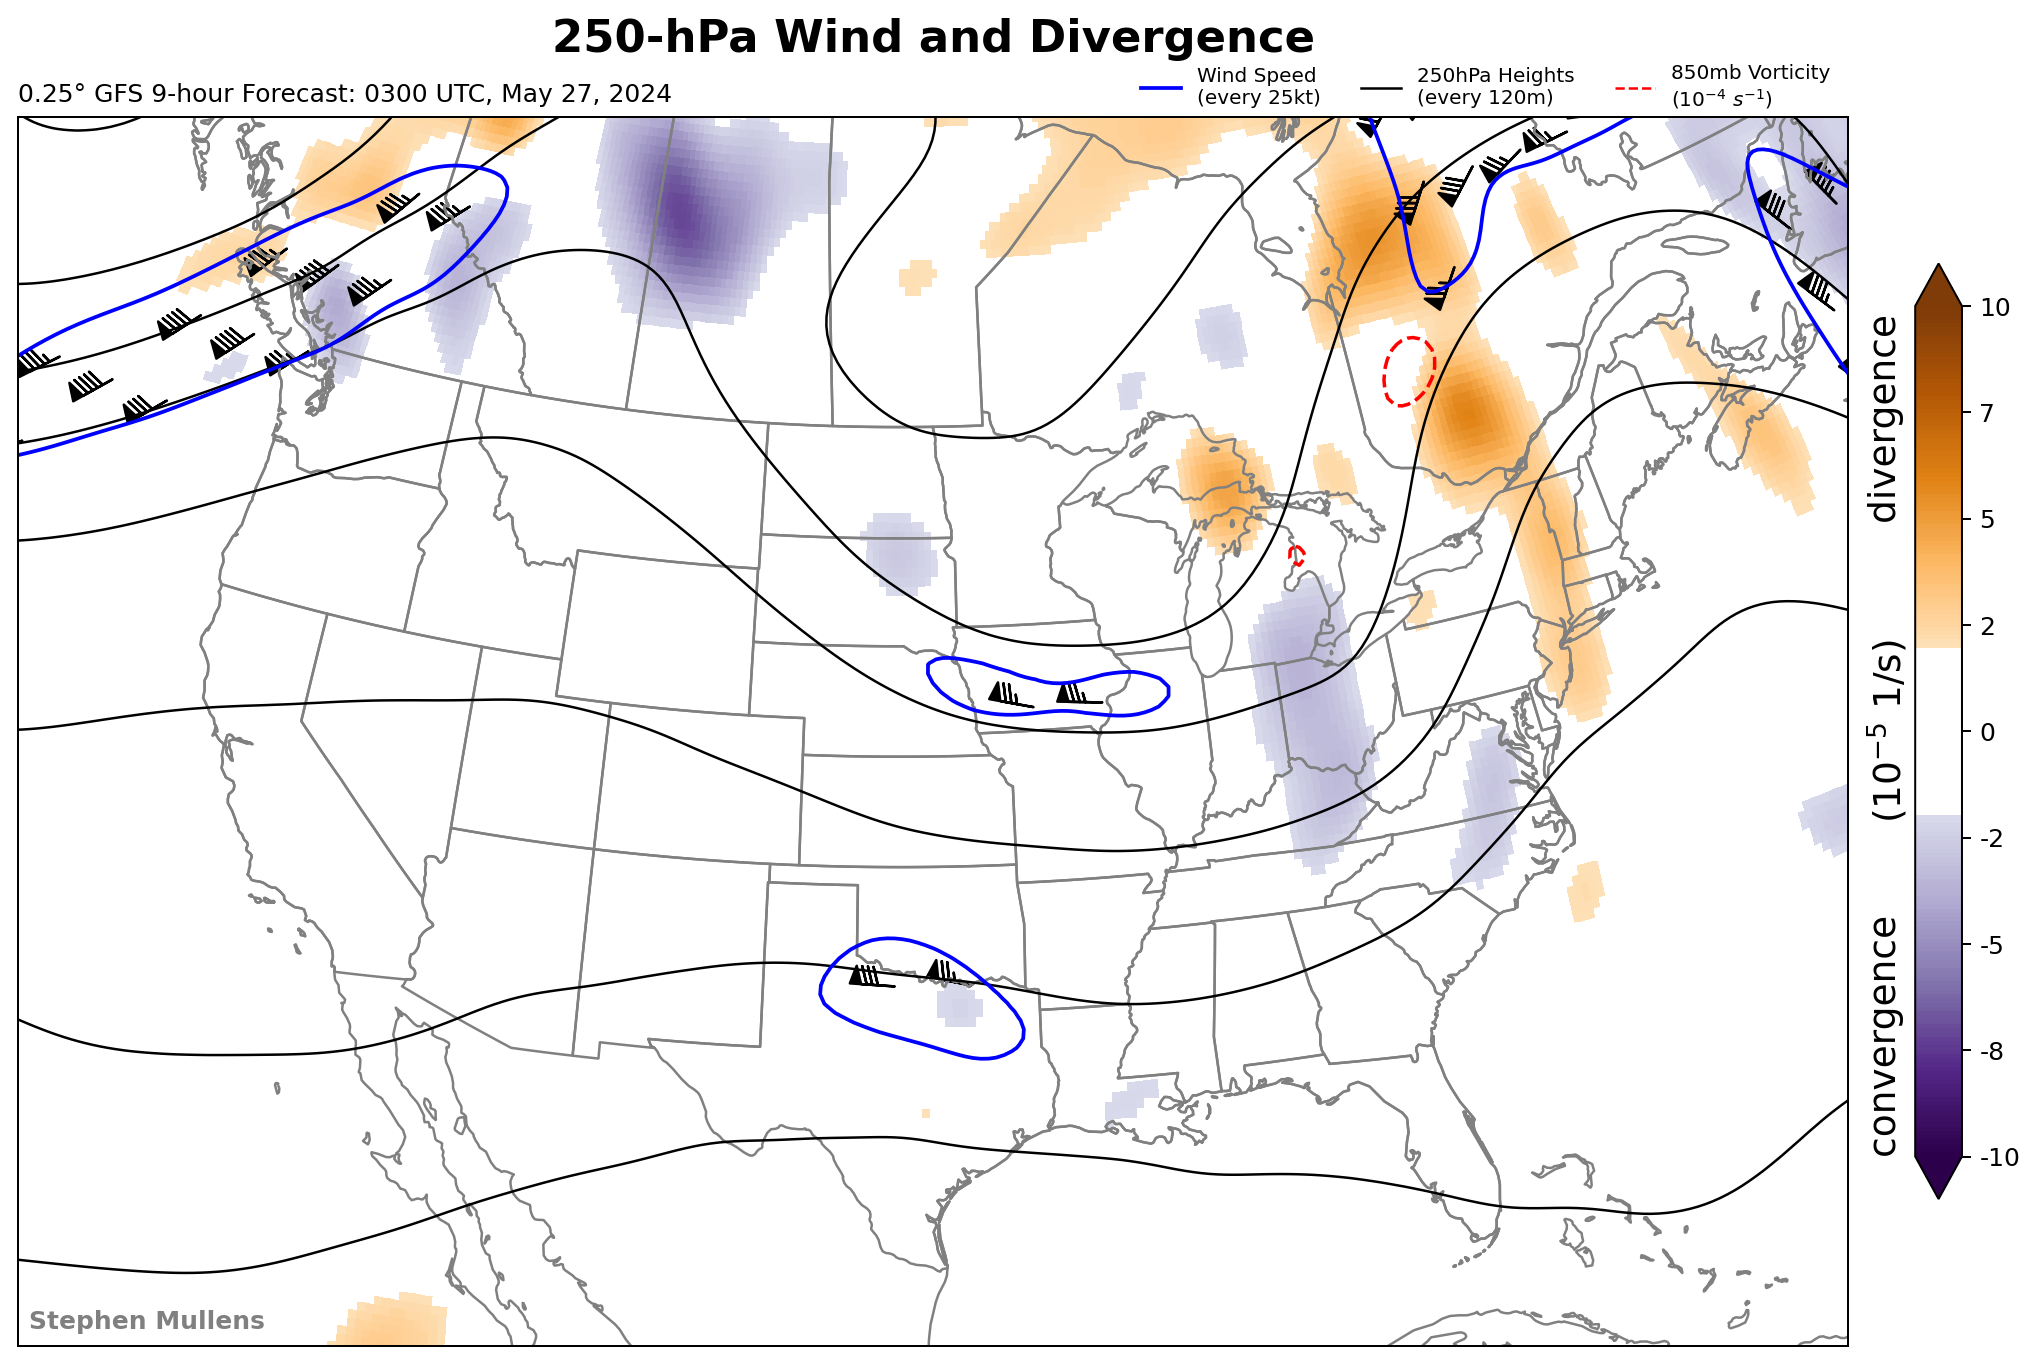 250-hPa Wind and Divergence
0.25° GFS 9-hour Forecast: 0300 UTC, May 27, 2024
Wind Speed
(every 25kt)
250hPa Heights
(every 120m)
850mb Vorticity
(10⁻⁴ s⁻¹)
10
7
5
2
0
-2
-5
-8
-10
convergence (10⁻⁵ 1/s) divergence
Stephen Mullens